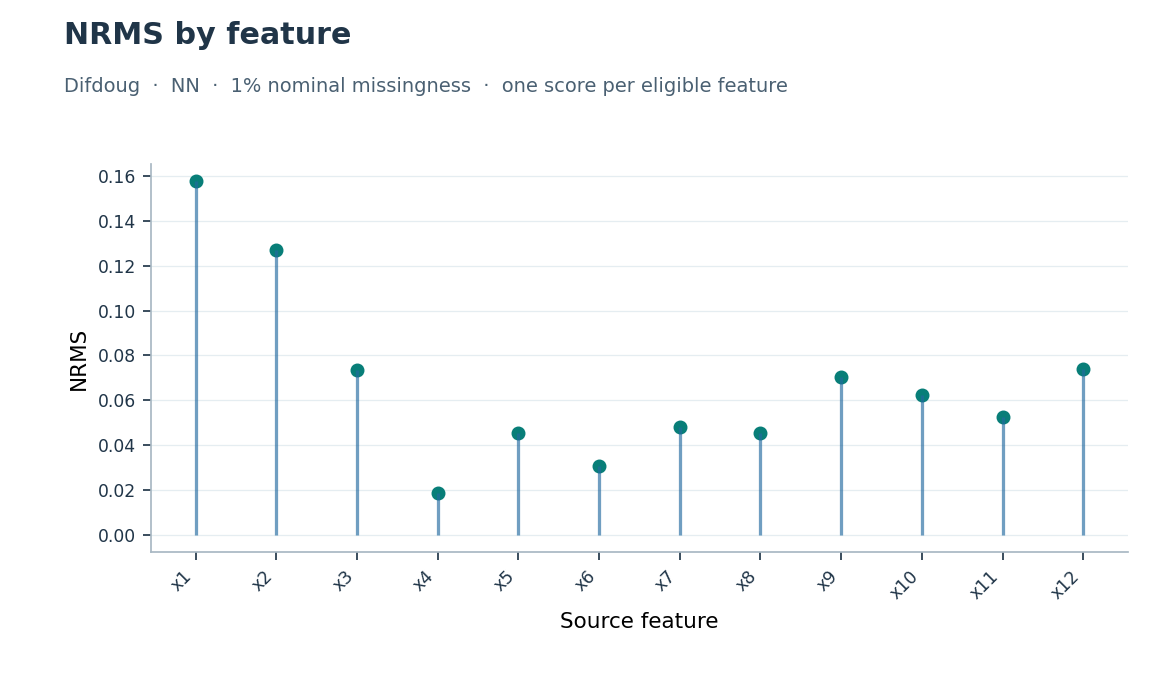 NRMS by feature
Difdoug · NN · 1% nominal missingness · one score per eligible feature
0.16
0.14
0.12
0.10
0.08
0.06
0.04
0.02
0.00
NRMS
x1 x2 x3 x4 x5 x6 x7 x8 x9 x10 x11 x12
Source feature